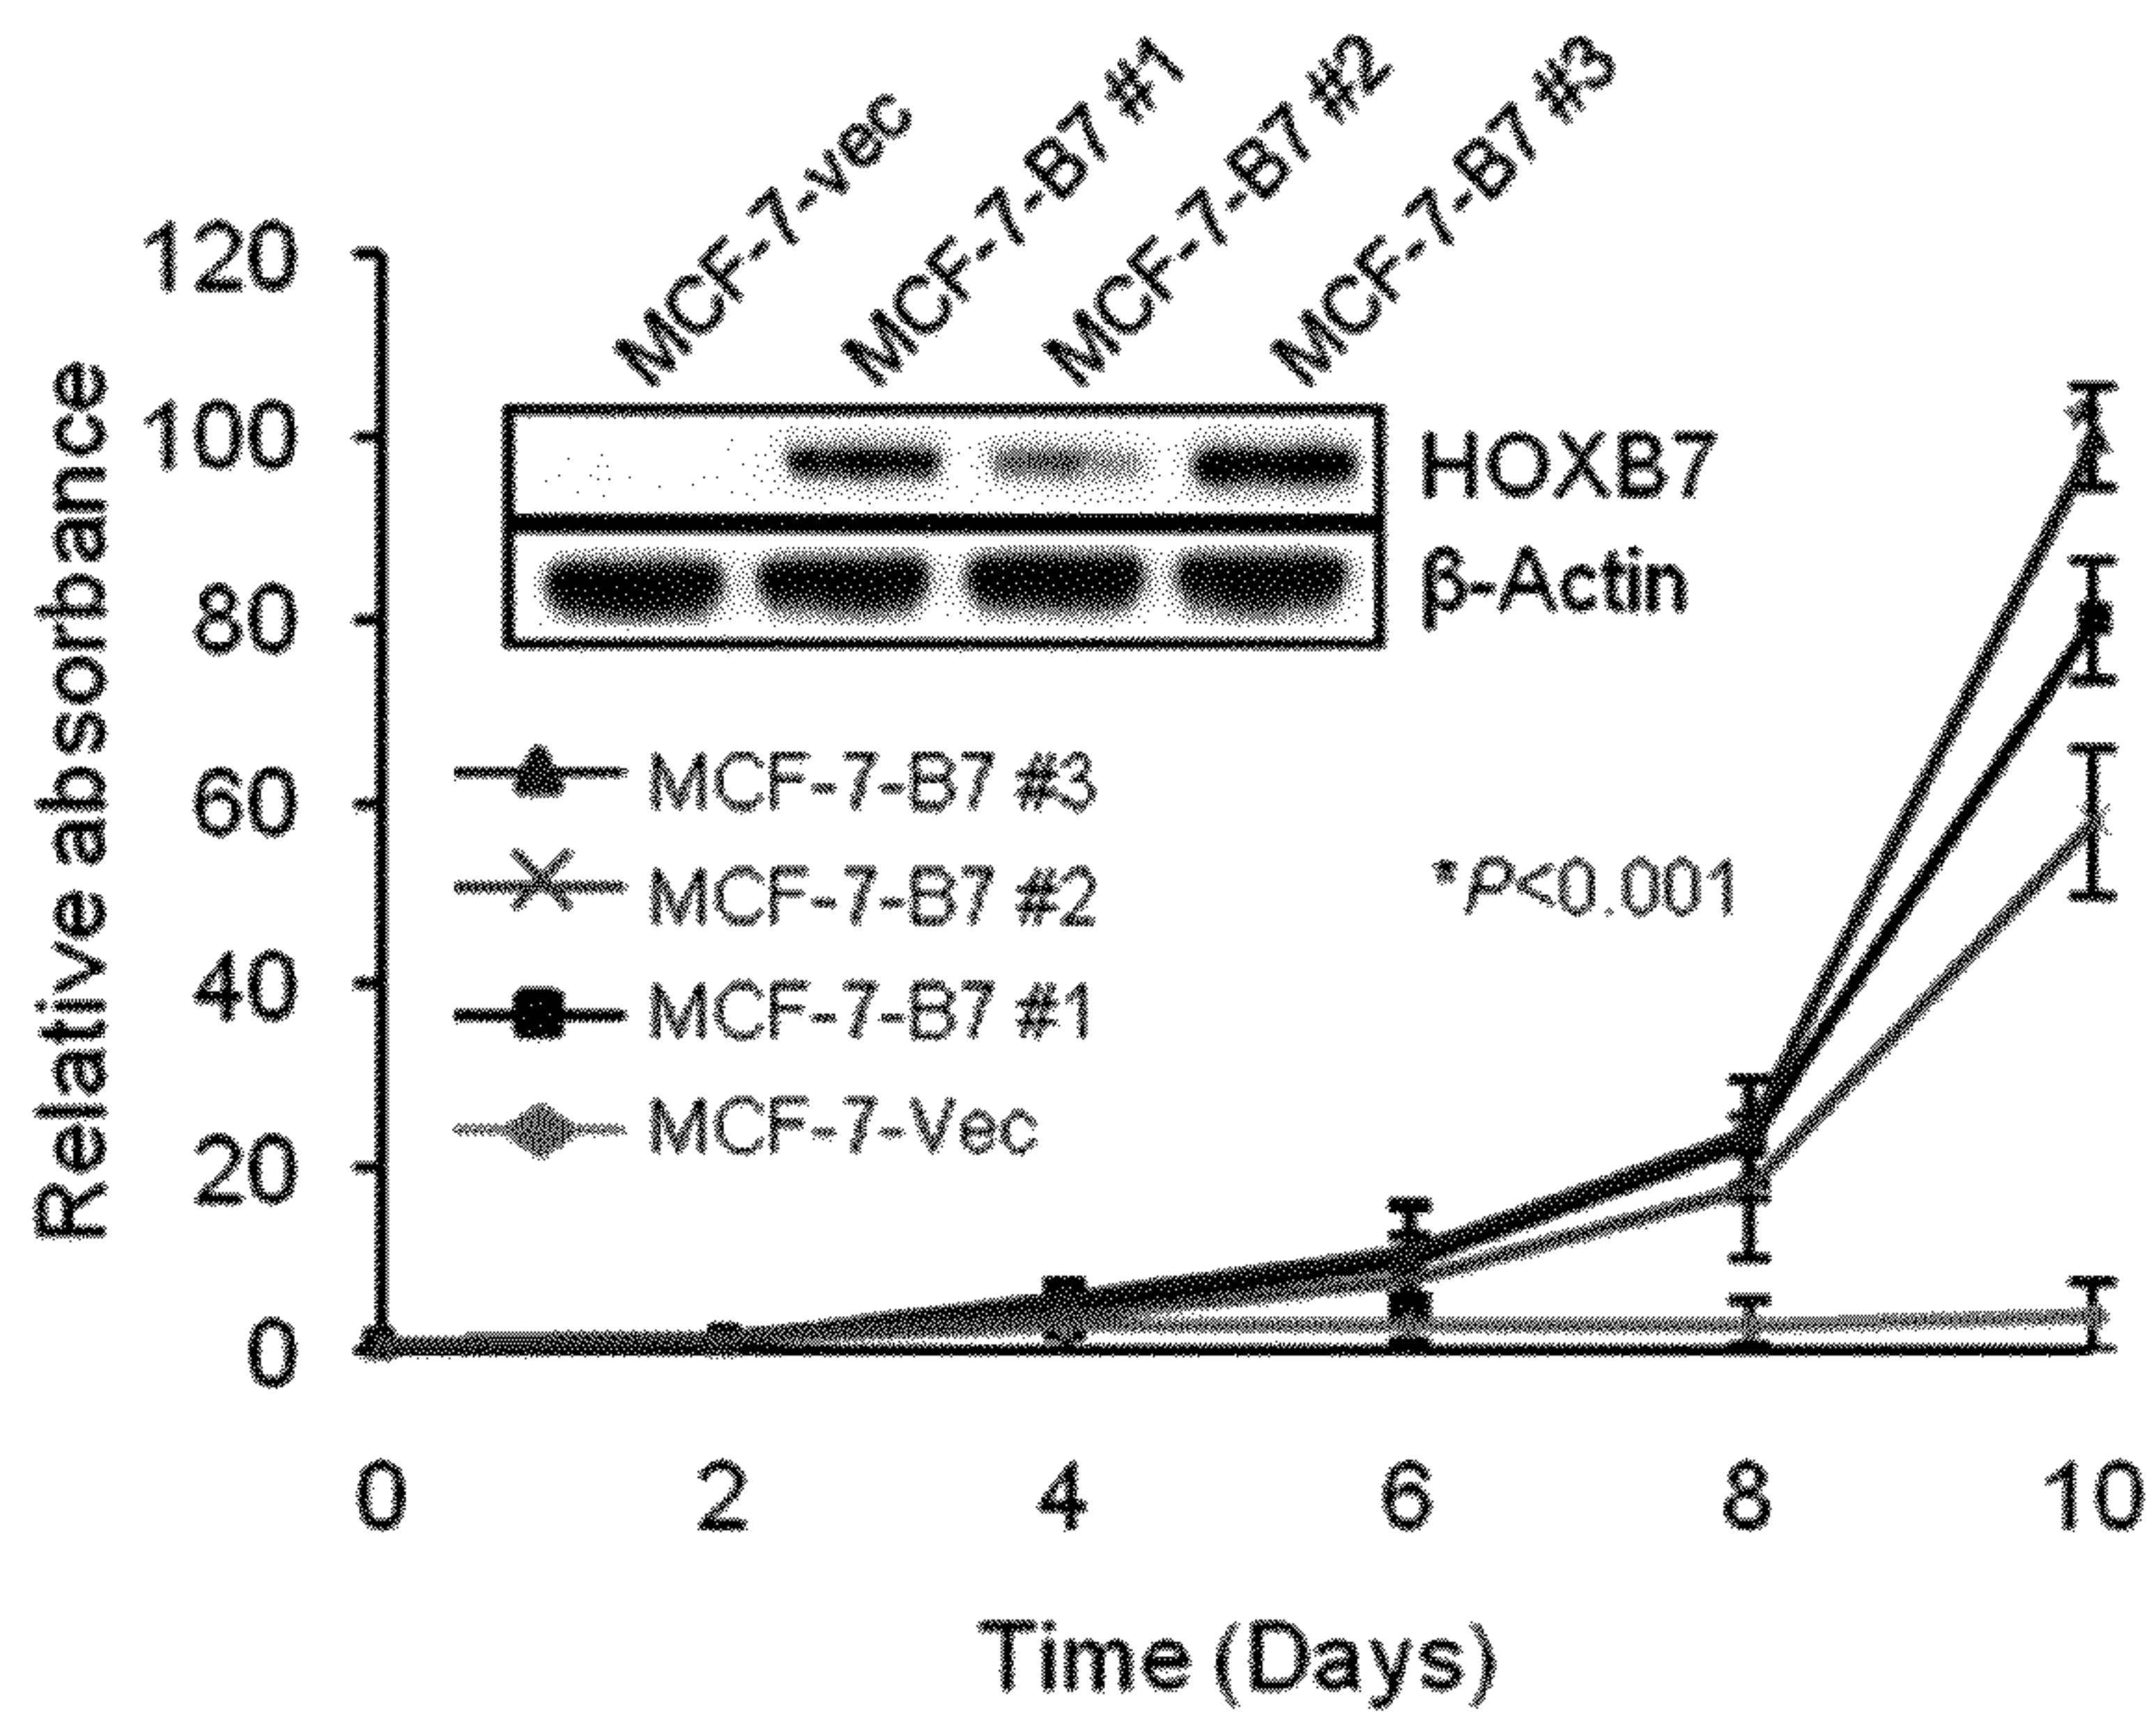 MCF-7-vec
MCF-7-B7 #1
MCF-7-B7 #2
MCF-7-B7 #3
HOXB7
β-Actin
Relative absorbance
120
100
80
60
40
20
0
MCF-7-B7 #3
MCF-7-B7 #2
MCF-7-B7 #1
MCF-7-Vec
*P<0.001
0 2 4 6 8 10
Time (Days)